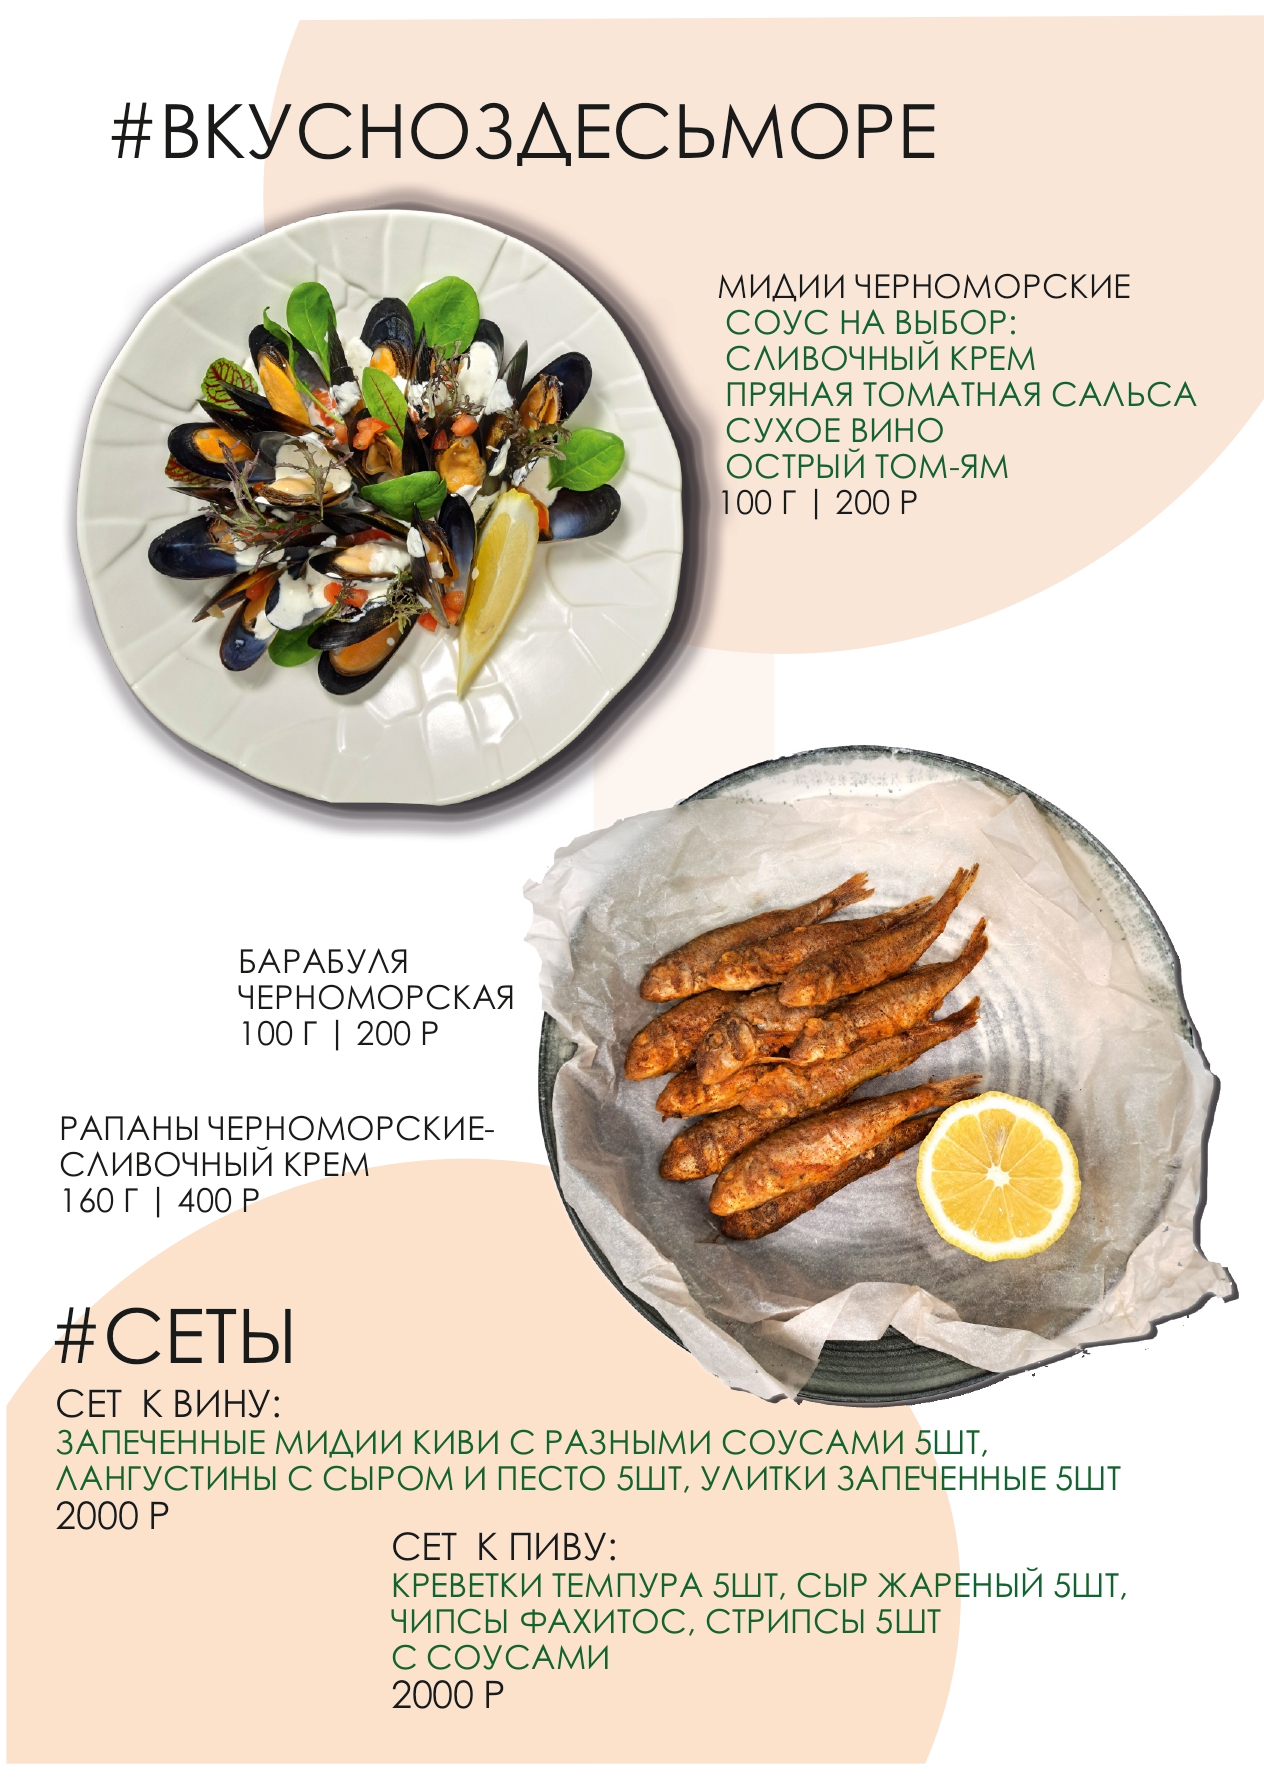 #ВКУСНОЗДЕСЬМОРЕ
МИДИИ ЧЕРНОМОРСКИЕ
СОУС НА ВЫБОР:
СЛИВОЧНЫЙ КРЕМ
ПРЯНАЯ ТОМАТНАЯ САЛЬСА
СУХОЕ ВИНО
ОСТРЫЙ ТОМ-ЯМ
100 Г | 200 Р
БАРАБУЛЯ
ЧЕРНОМОРСКАЯ
100 Г | 200 Р
РАПАНЫ ЧЕРНОМОРСКИЕ-
СЛИВОЧНЫЙ КРЕМ
160 Г | 400 Р
#СЕТЫ
СЕТ К ВИНУ:
ЗАПЕЧЕННЫЕ МИДИИ КИВИ С РАЗНЫМИ СОУСАМИ 5ШТ,
ЛАНГУСТИНЫ С СЫРОМ И ПЕСТО 5ШТ, УЛИТКИ ЗАПЕЧЕННЫЕ 5ШТ
2000 Р
СЕТ К ПИВУ:
КРЕВЕТКИ ТЕМПУРА 5ШТ, СЫР ЖАРЕНЫЙ 5ШТ,
ЧИПСЫ ФАХИТОС, СТРИПСЫ 5ШТ
С СОУСАМИ
2000 Р